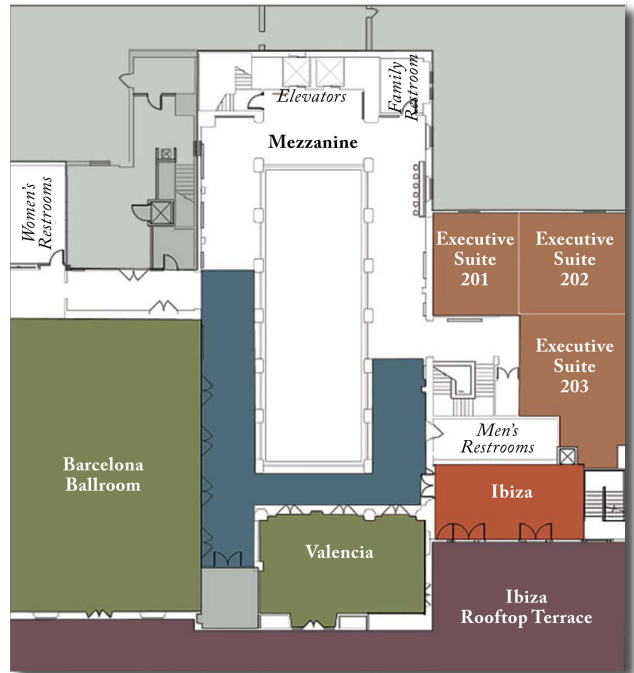 Elevators
Family
Restroom
Mezzanine
Women's
Restrooms
Executive
Suite
201
Executive
Suite
202
Executive
Suite
203
Men's
Restrooms
Barcelona
Ballroom
Ibiza
Valencia
Ibiza
Rooftop Terrace